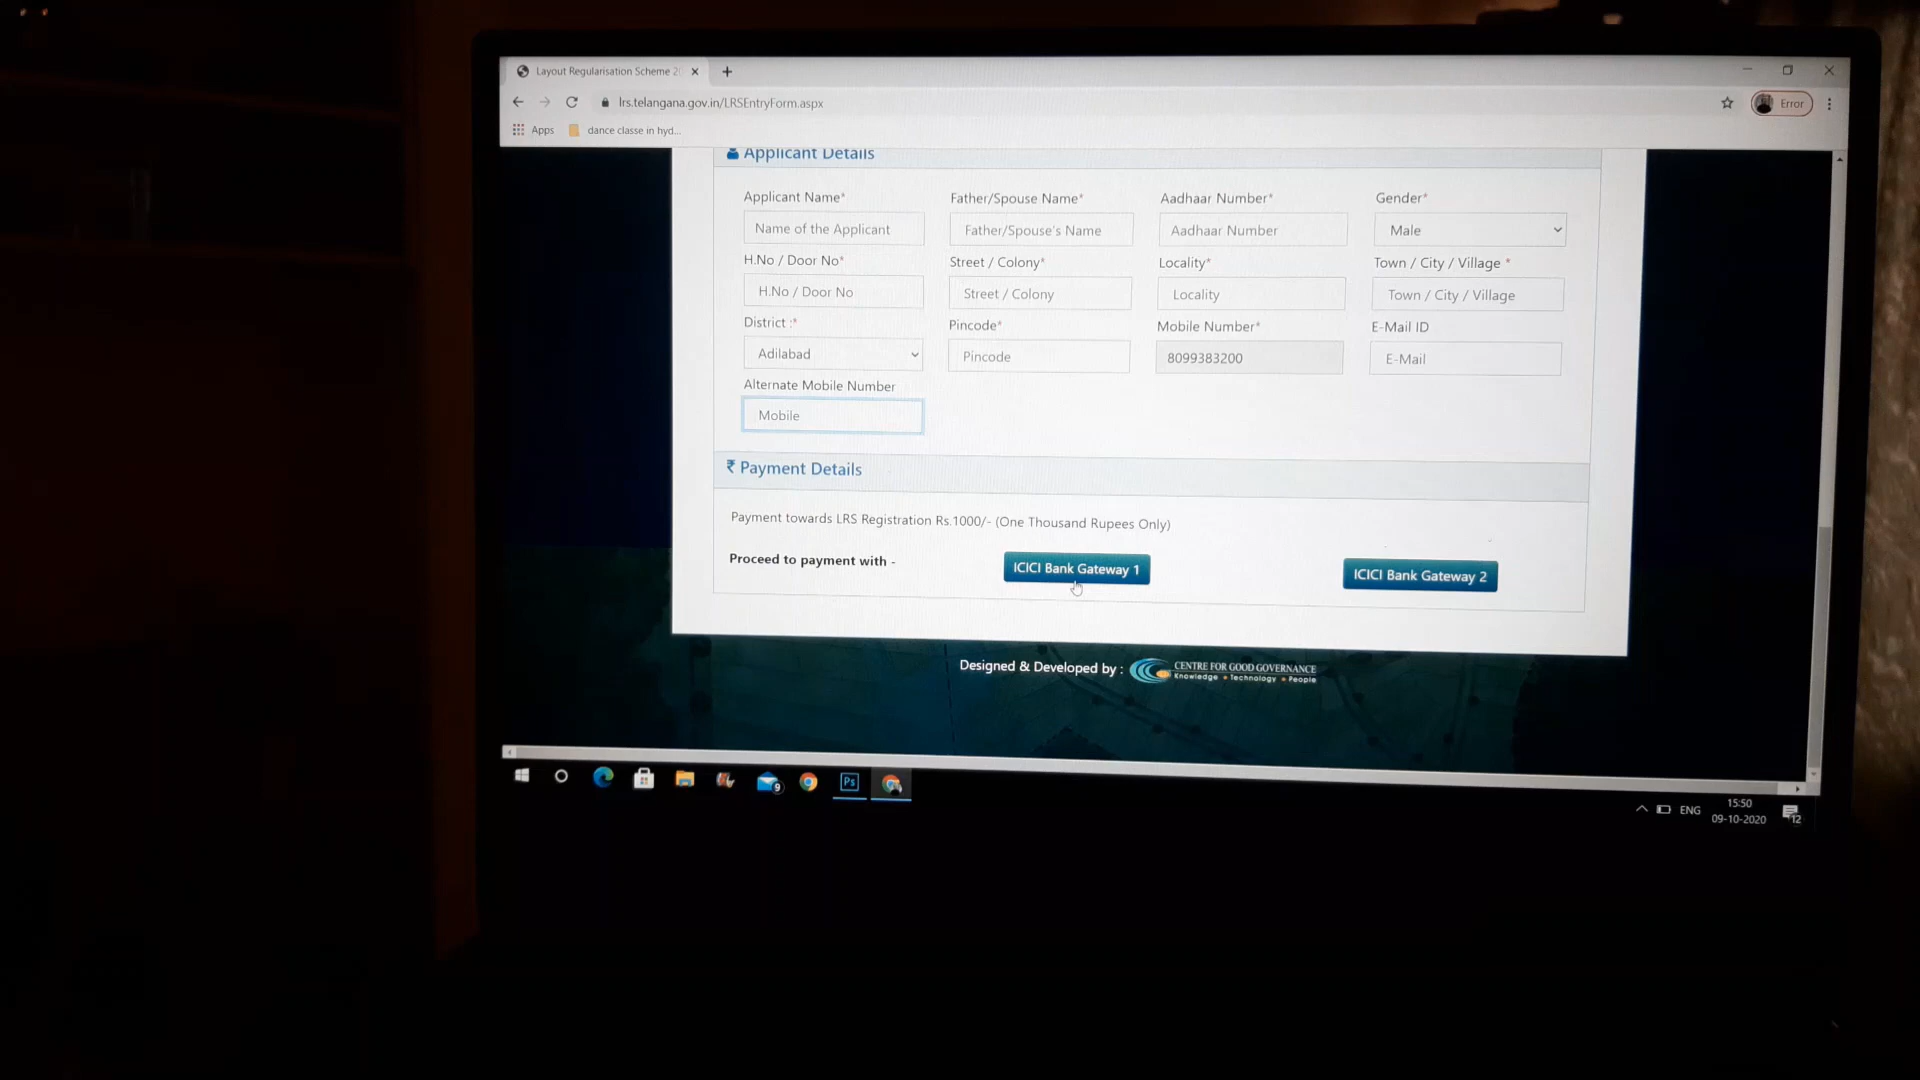 Layout Regularisation Scheme 2
lrs.telangana.gov.in/LRSEntryForm.aspx
Error
Apps
dance classe in hyd...
Applicant Details
Applicant Name* Father/Spouse Name* Aadhaar Number* Gender*
Name of the Applicant Father/Spouse's Name Aadhaar Number Male
H.No / Door No* Street / Colony* Locality* Town / City / Village *
H.No / Door No Street / Colony Locality Town / City / Village
District :* Pincode* Mobile Number* E-Mail ID
Adilabad Pincode 8099383200 E-Mail
Alternate Mobile Number
Mobile
₹ Payment Details
Payment towards LRS Registration Rs.1000/- (One Thousand Rupees Only)
Proceed to payment with - ICICI Bank Gateway 1 ICICI Bank Gateway 2
Designed & Developed by : CENTRE FOR GOOD GOVERNANCE
Knowledge Technology People
9
Ps
ENG
15:50
09-10-2020
12